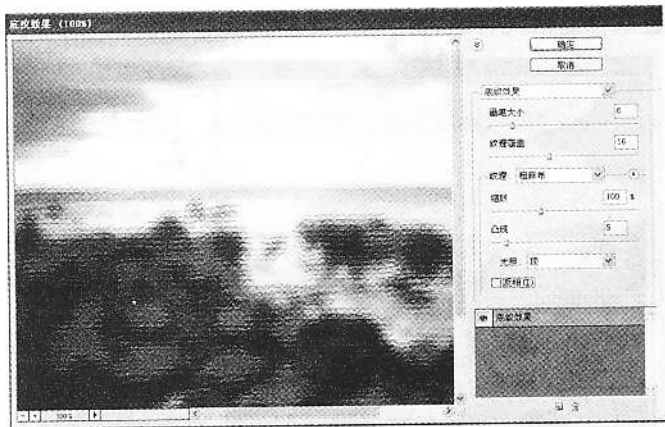 底纹效果 (100%)
确定
取消
底纹效果
画笔大小 6
纹理覆盖 16
纹理: 粗麻布
缩放 100 %
凸现 5
光照: 顶
反相(I)
底纹效果
100%